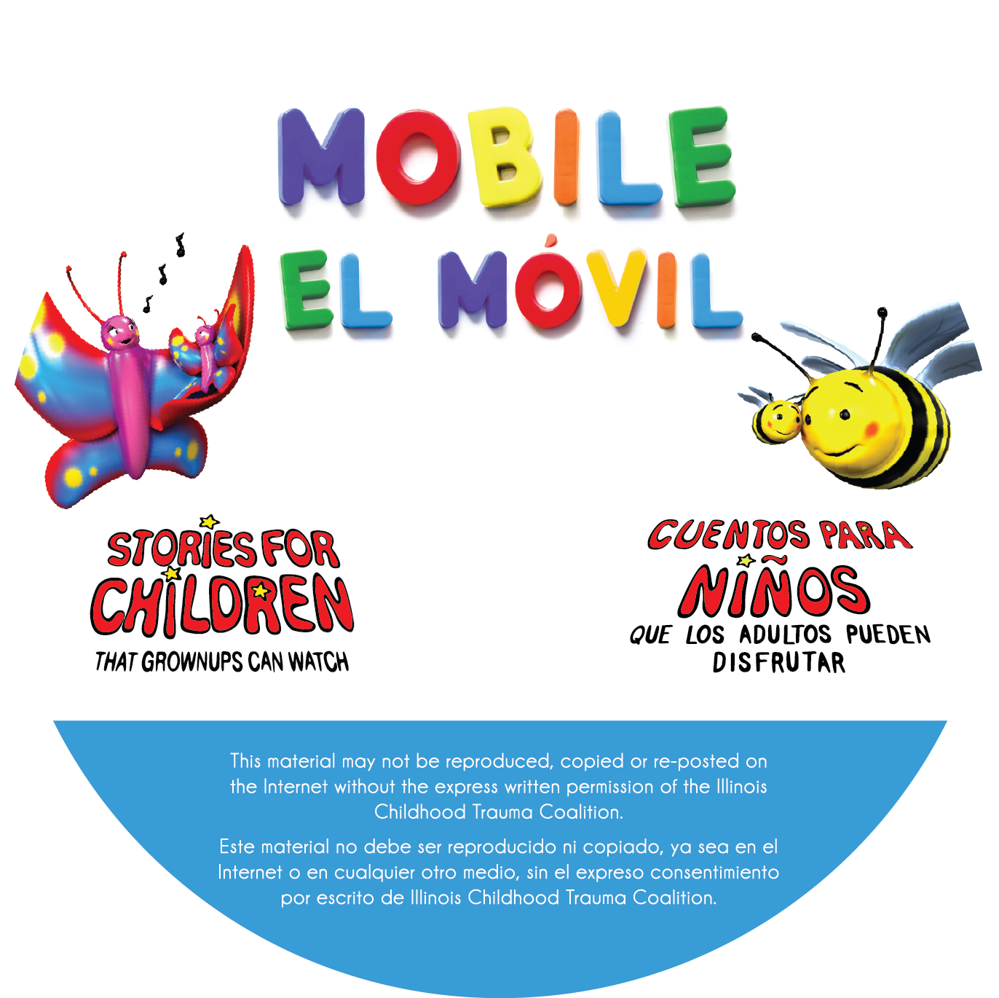 MOBILE
EL MÓVIL
STORIES FOR
CHILDREN
THAT GROWNUPS CAN WATCH
CUENTOS PARA
NIÑOS
QUE LOS ADULTOS PUEDEN
DISFRUTAR
This material may not be reproduced, copied or re-posted on
the Internet without the express written permission of the Illinois
Childhood Trauma Coalition.
Este material no debe ser reproducido ni copiado, ya sea en el
Internet o en cualquier otro medio, sin el expreso consentimiento
por escrito de Illinois Childhood Trauma Coalition.